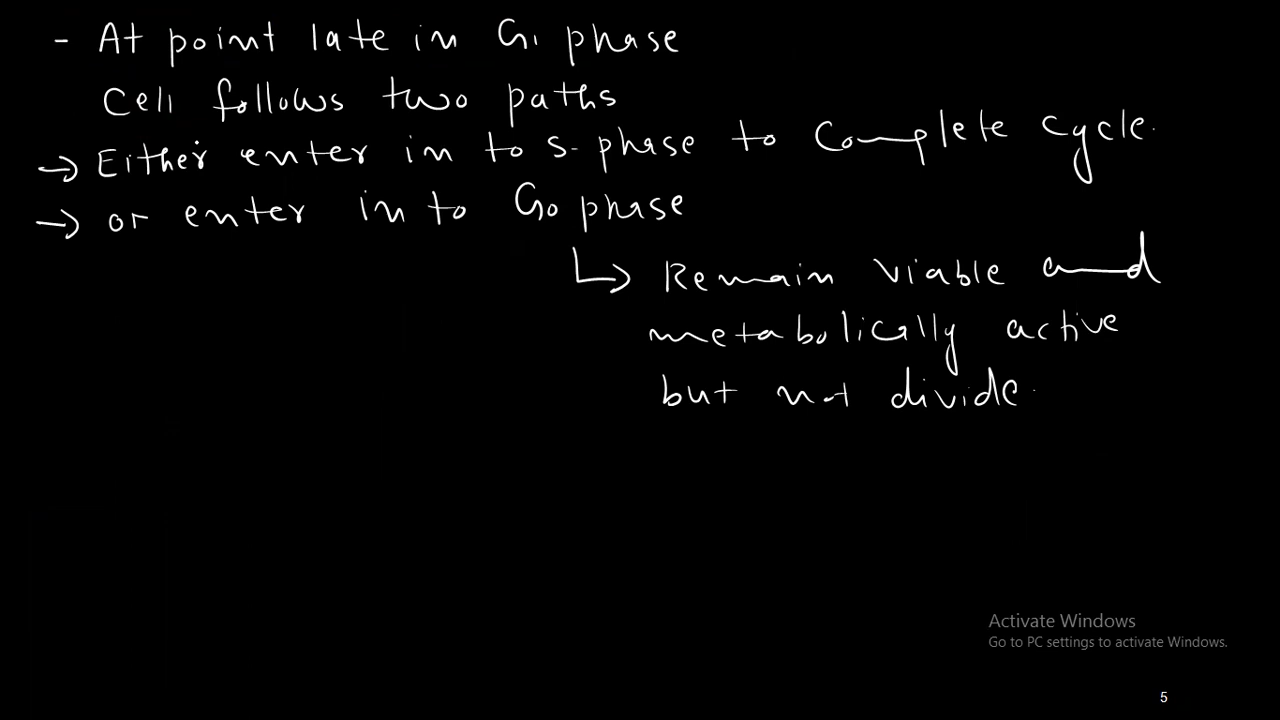 - At point late in G1 phase
Cell follows two paths
→ Either enter in to S-phase to Complete cycle.
→ or enter in to G0 phase
↳ Remain viable and
metabolically active
but not divide.
Activate Windows
Go to PC settings to activate Windows.
5